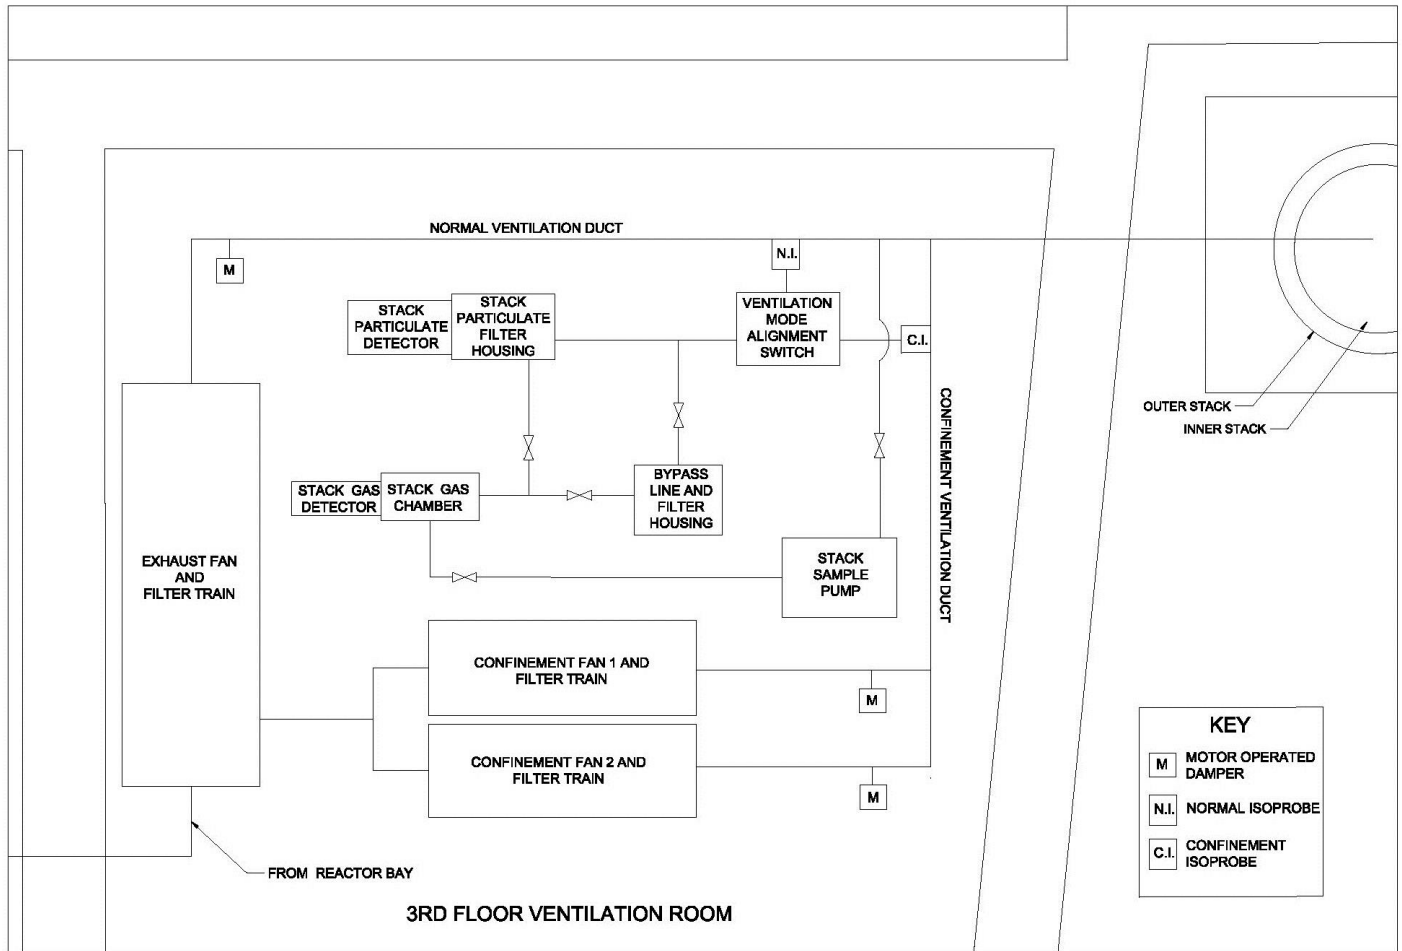 NORMAL VENTILATION DUCT
M
N.I.
STACK
PARTICULATE
DETECTOR
STACK
PARTICULATE
FILTER
HOUSING
VENTILATION
MODE
ALIGNMENT
SWITCH
C.I.
CONFINEMENT VENTILATION DUCT
OUTER STACK
INNER STACK
STACK GAS
DETECTOR
STACK GAS
CHAMBER
BYPASS
LINE AND
FILTER
HOUSING
EXHAUST FAN
AND
FILTER TRAIN
STACK
SAMPLE
PUMP
CONFINEMENT FAN 1 AND
FILTER TRAIN
M
CONFINEMENT FAN 2 AND
FILTER TRAIN
M
FROM REACTOR BAY
3RD FLOOR VENTILATION ROOM
KEY
M MOTOR OPERATED
DAMPER
N.I. NORMAL ISOPROBE
C.I. CONFINEMENT
ISOPROBE